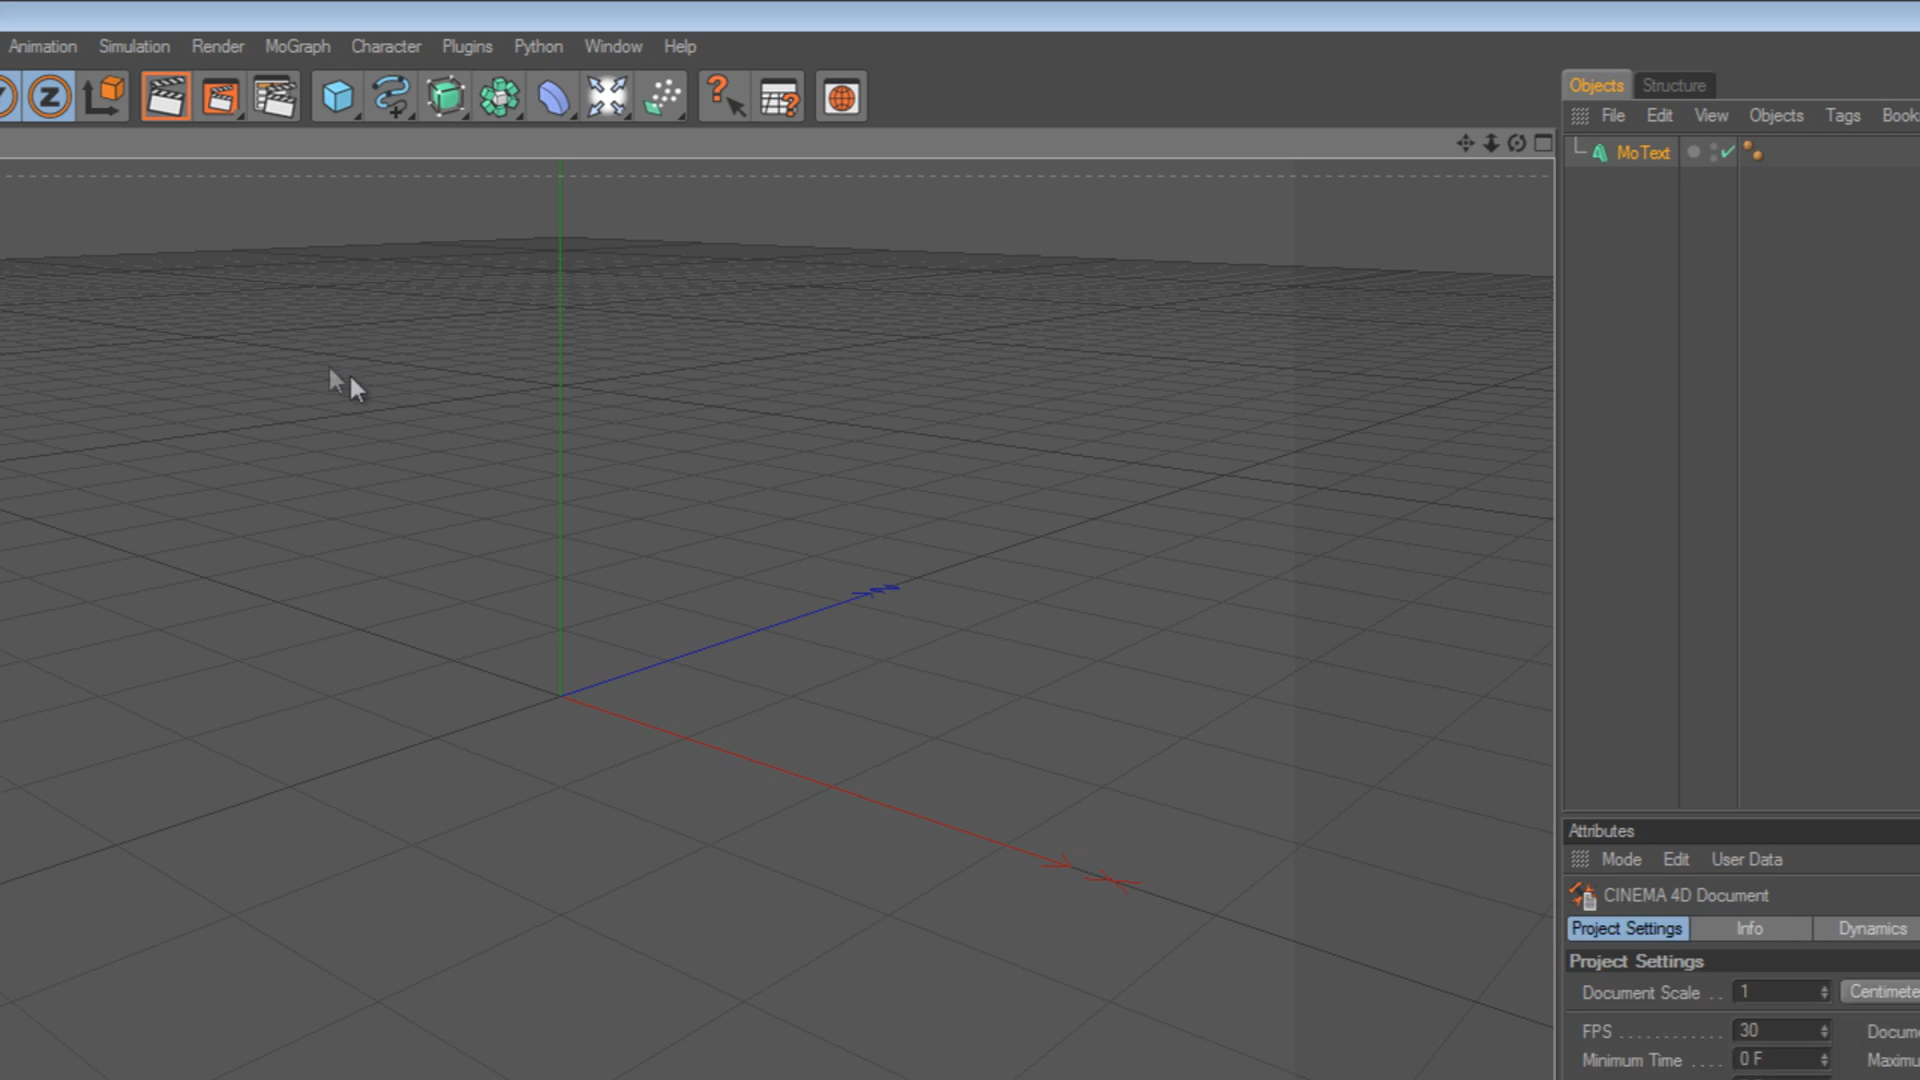 Animation Simulation Render MoGraph Character Plugins Python Window Help
Z
Objects Structure
File Edit View Objects Tags Book
MoText
Attributes
Mode Edit User Data
CINEMA 4D Document
Project Settings Info Dynamics
Project Settings
Document Scale . . 1 Centimete
FPS . . . . . . . . . . . . 30 Docum
Minimum Time . . . . 0 F Maximu